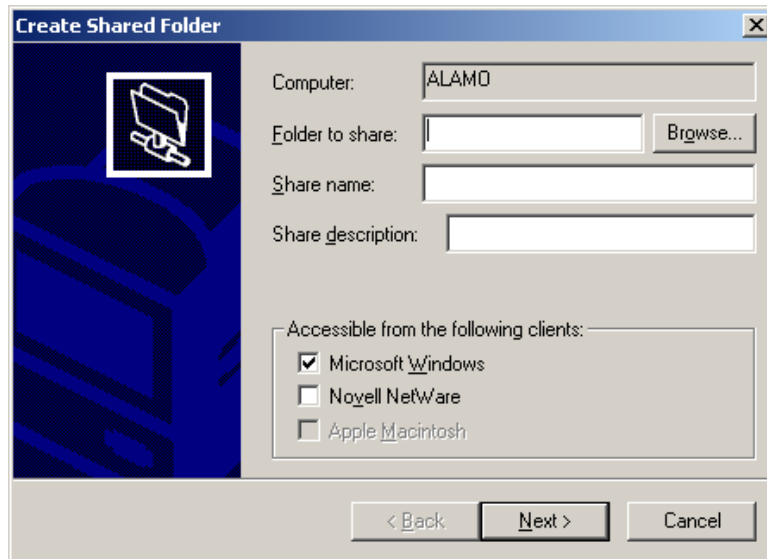 Create Shared Folder
Computer: ALAMO
Folder to share: Browse...
Share name:
Share description:
Accessible from the following clients:
Microsoft Windows
Novell NetWare
Apple Macintosh
< Back Next > Cancel